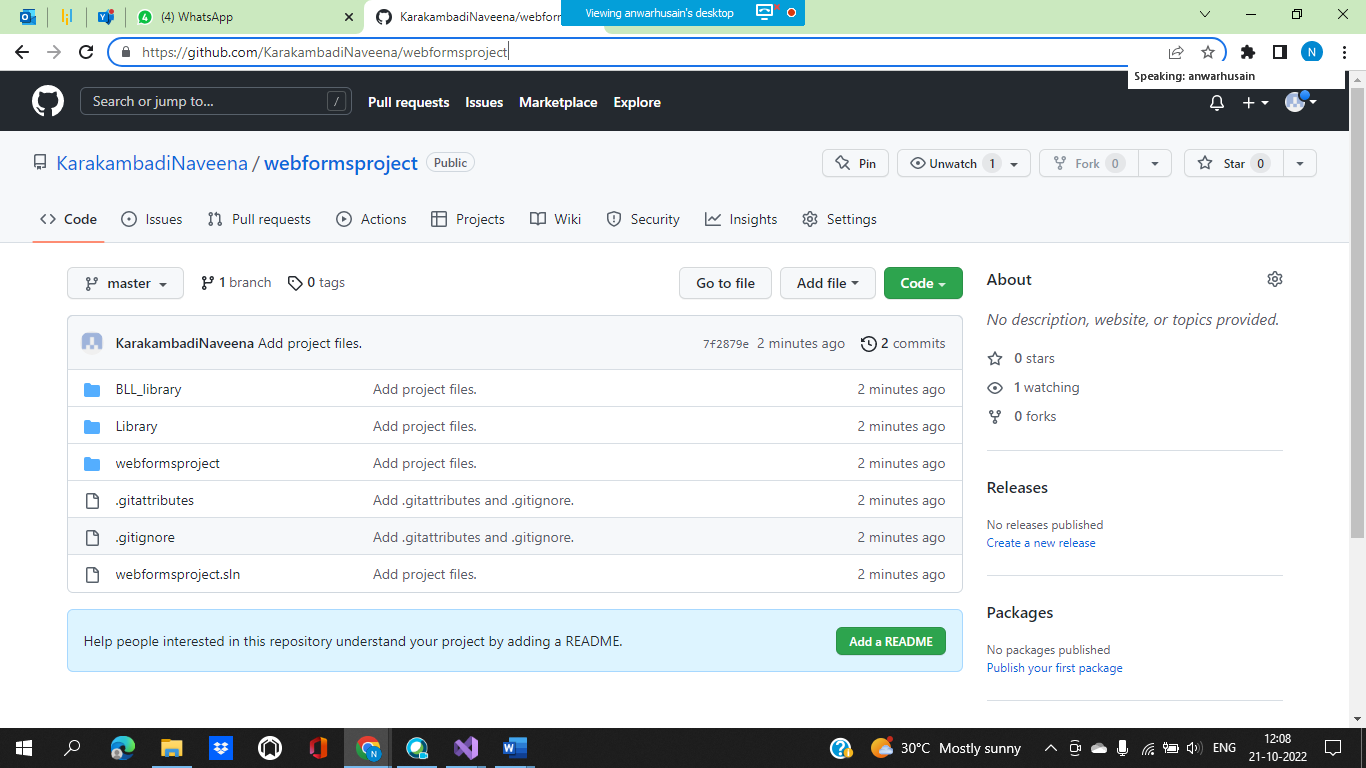 (4) WhatsApp
KarakambadiNaveena/webform
Viewing anwarhusain's desktop
https://github.com/KarakambadiNaveena/webformsproject
N
Speaking: anwarhusain
Search or jump to...
/
Pull requests
Issues
Marketplace
Explore
KarakambadiNaveena / webformsproject
Public
Pin
Unwatch 1
Fork 0
Star 0
Code
Issues
Pull requests
Actions
Projects
Wiki
Security
Insights
Settings
master
1 branch
0 tags
Go to file
Add file
Code
KarakambadiNaveena Add project files.
7f2879e 2 minutes ago
2 commits
BLL_library Add project files. 2 minutes ago
Library Add project files. 2 minutes ago
webformsproject Add project files. 2 minutes ago
.gitattributes Add .gitattributes and .gitignore. 2 minutes ago
.gitignore Add .gitattributes and .gitignore. 2 minutes ago
webformsproject.sln Add project files. 2 minutes ago
Help people interested in this repository understand your project by adding a README.
Add a README
About
No description, website, or topics provided.
0 stars
1 watching
0 forks
Releases
No releases published
Create a new release
Packages
No packages published
Publish your first package
30°C Mostly sunny
ENG
12:08
21-10-2022